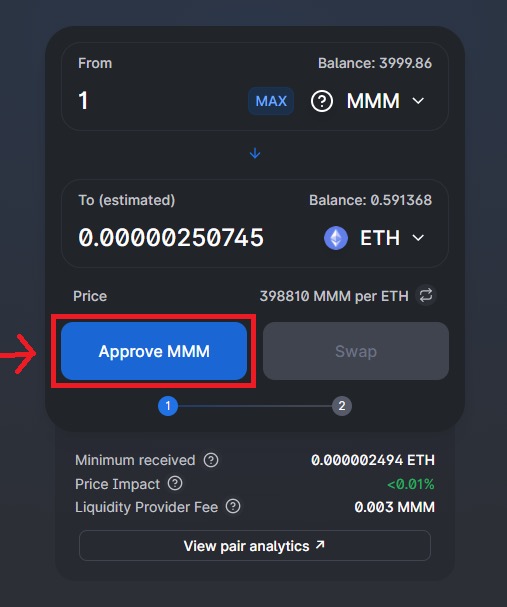 From Balance: 3999.86
1 MAX MMM
To (estimated) Balance: 0.591368
0.00000250745 ETH
Price 398810 MMM per ETH
Approve MMM Swap
1 2
Minimum received 0.000002494 ETH
Price Impact <0.01%
Liquidity Provider Fee 0.003 MMM
View pair analytics ↗